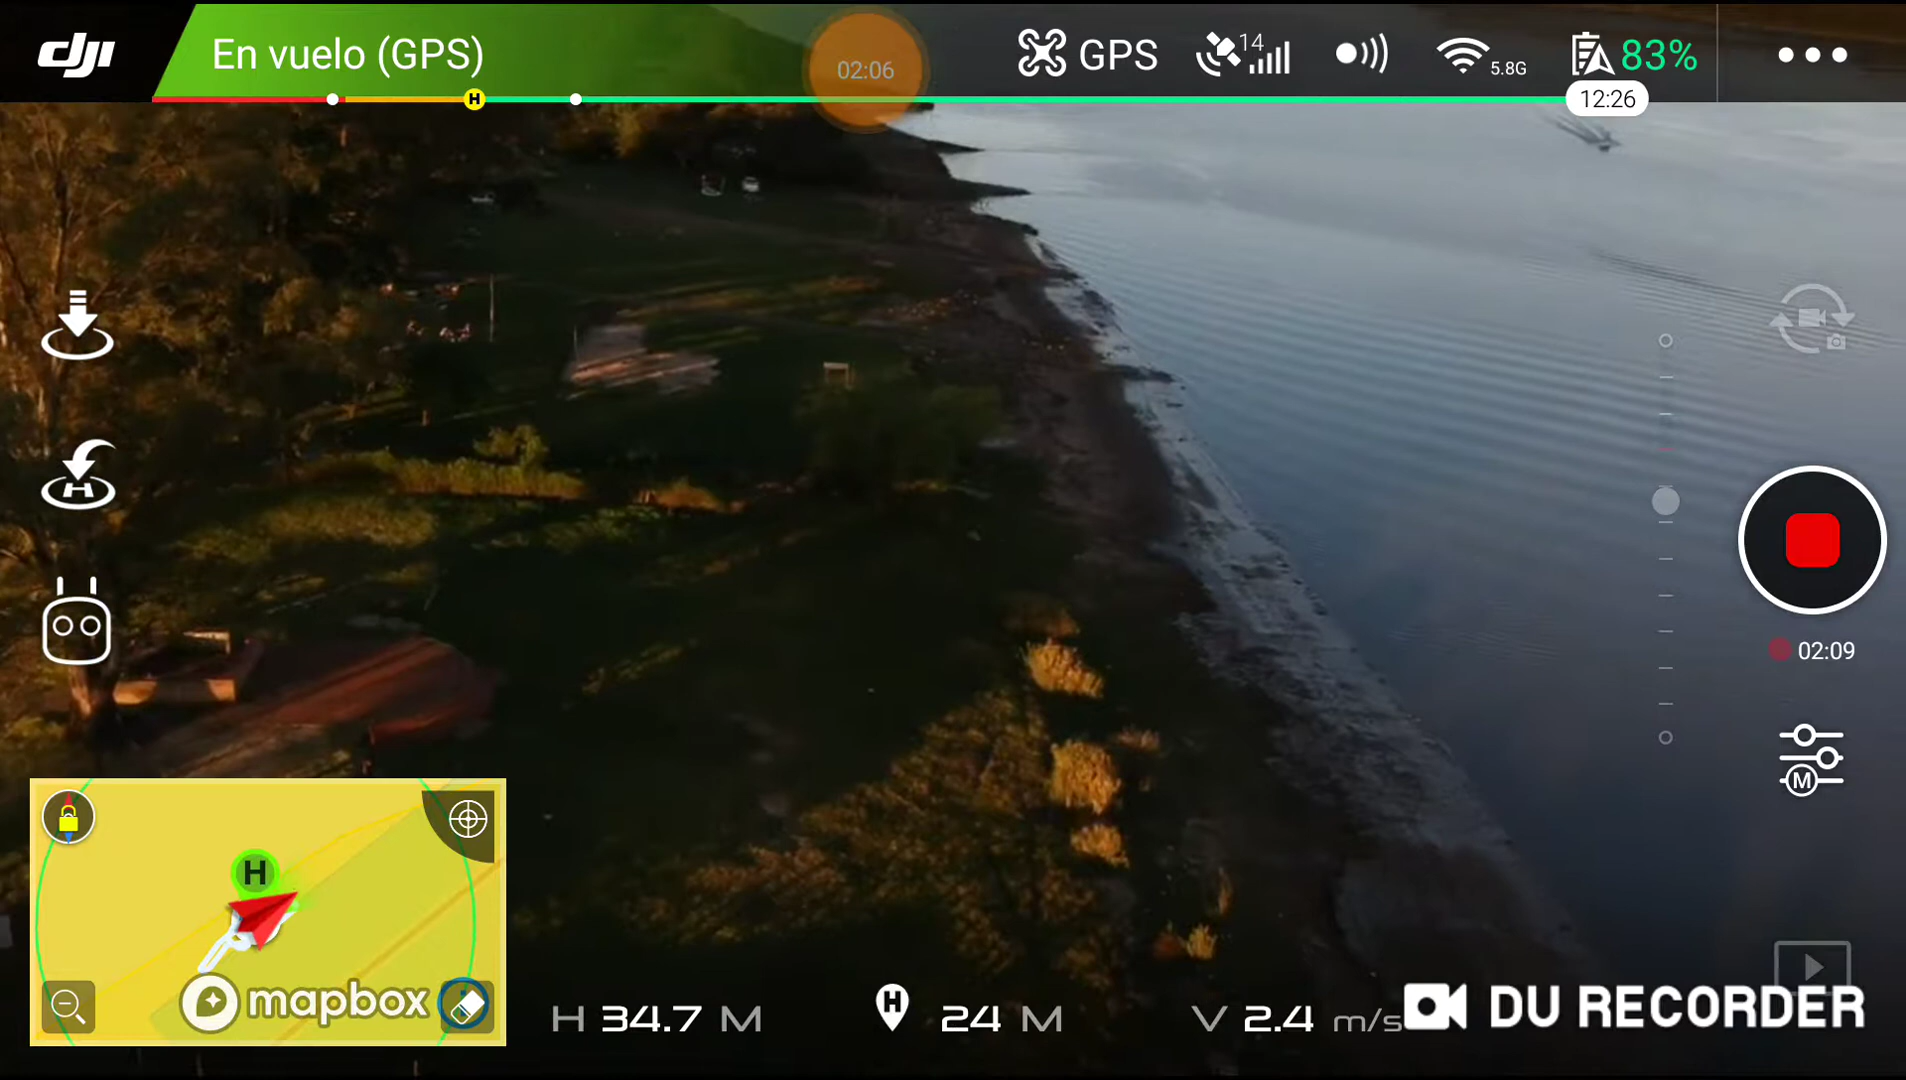 dji
En vuelo (GPS)
02:06
GPS
14
5.8G
83%
12:26
H
02:09
M
H
mapbox
H 34.7 M
H
24 M
V 2.4 m/s
DU RECORDER